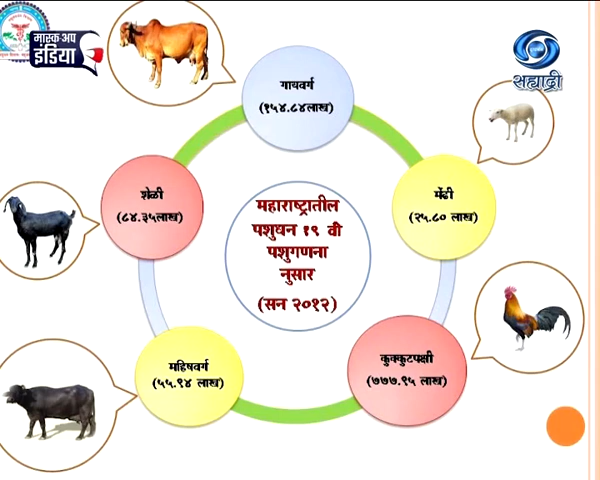 मास्क अप
इंडिया
सह्याद्री
गायवर्ग
(१५४.८४लाख)
शेळी
(८४.३५लाख)
मेंढी
(२५.८० लाख)
महाराष्ट्रातील
पशुधन १९ वी
पशुगणना
नुसार
(सन २०१२)
महिषवर्ग
(५५.९४ लाख)
कुक्कुटपक्षी
(७७७.९५ लाख)